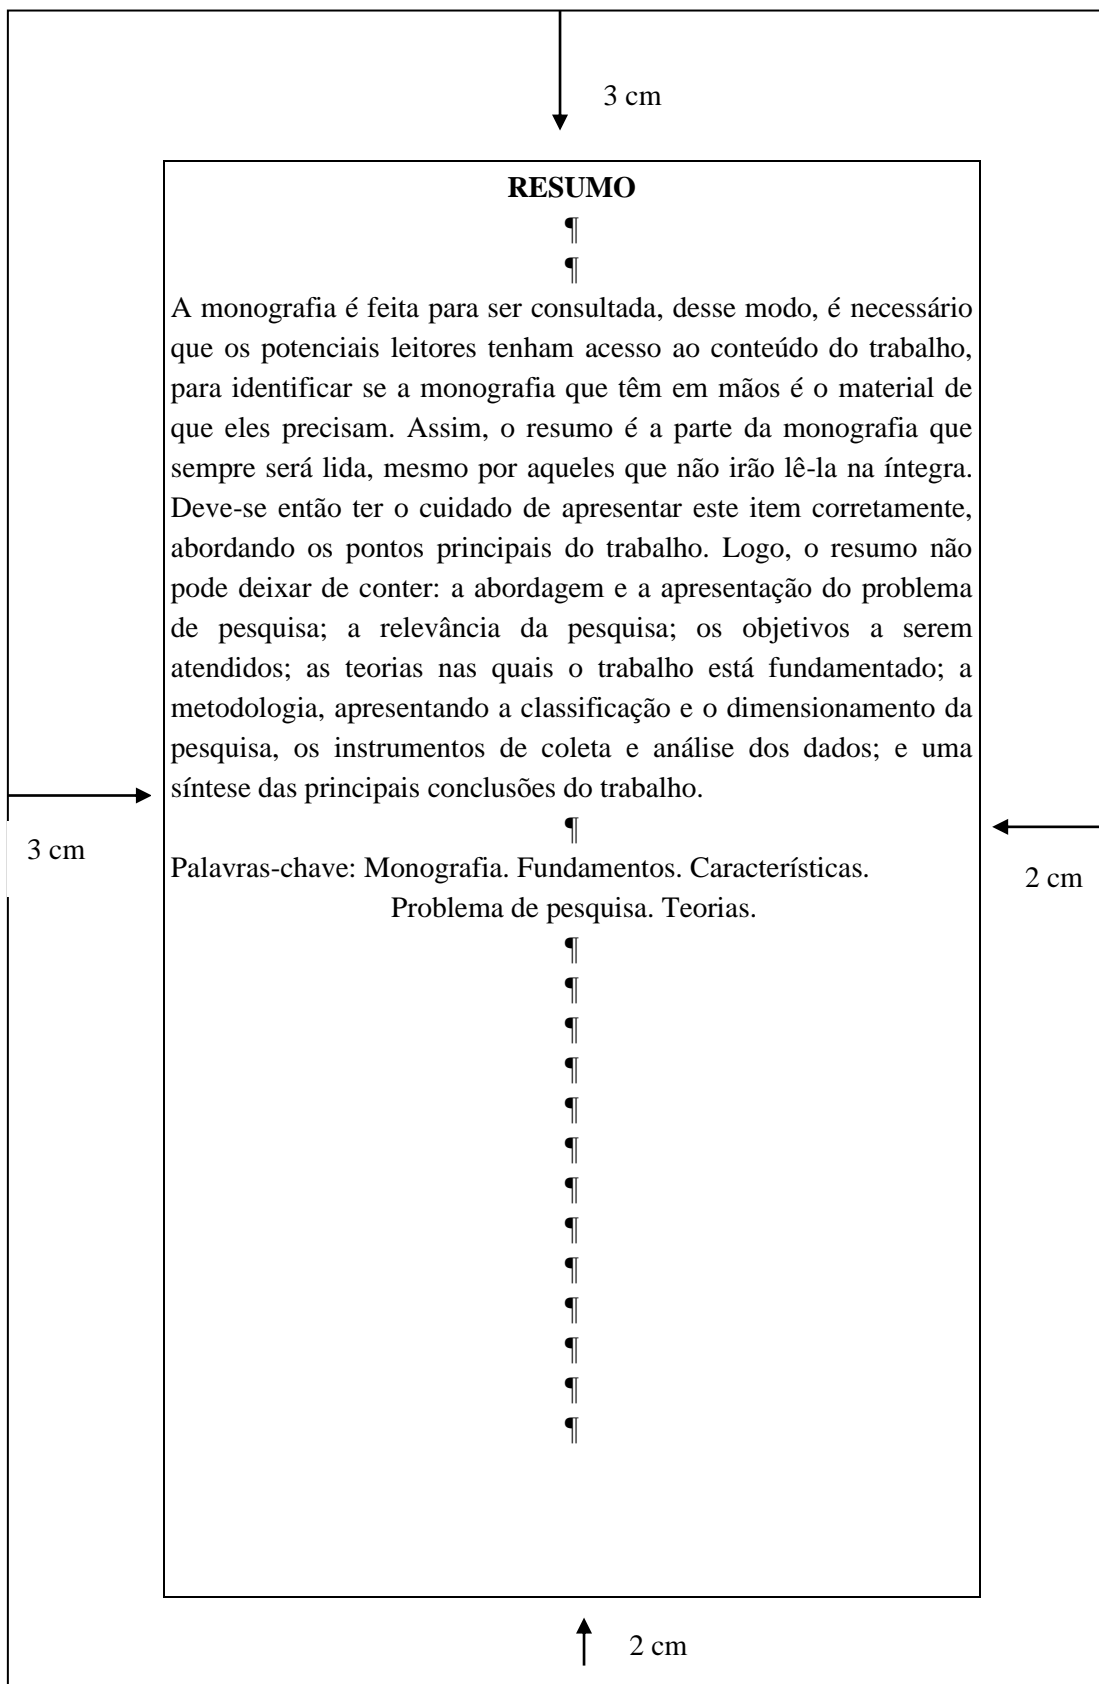 3 cm
RESUMO
¶
¶
A monografia é feita para ser consultada, desse modo, é necessário
que os potenciais leitores tenham acesso ao conteúdo do trabalho,
para identificar se a monografia que têm em mãos é o material de
que eles precisam. Assim, o resumo é a parte da monografia que
sempre será lida, mesmo por aqueles que não irão lê-la na íntegra.
Deve-se então ter o cuidado de apresentar este item corretamente,
abordando os pontos principais do trabalho. Logo, o resumo não
pode deixar de conter: a abordagem e a apresentação do problema
de pesquisa; a relevância da pesquisa; os objetivos a serem
atendidos; as teorias nas quais o trabalho está fundamentado; a
metodologia, apresentando a classificação e o dimensionamento da
pesquisa, os instrumentos de coleta e análise dos dados; e uma
síntese das principais conclusões do trabalho.
¶
3 cm
2 cm
Palavras-chave: Monografia. Fundamentos. Características.
Problema de pesquisa. Teorias.
¶
¶
¶
¶
¶
¶
¶
¶
¶
¶
¶
¶
¶
2 cm